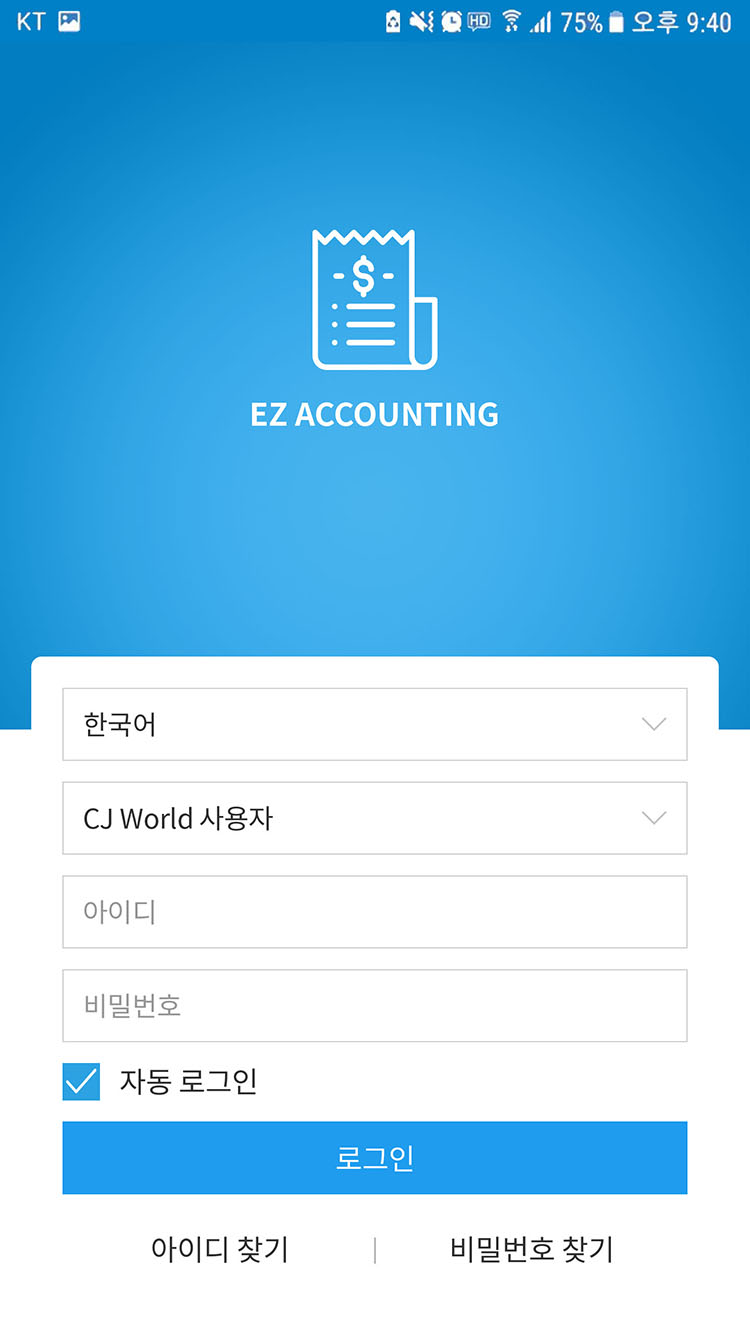 KT HD 75% 오후 9:40
$
EZ ACCOUNTING
한국어
CJ World 사용자
아이디
비밀번호
자동 로그인
로그인
아이디 찾기 | 비밀번호 찾기